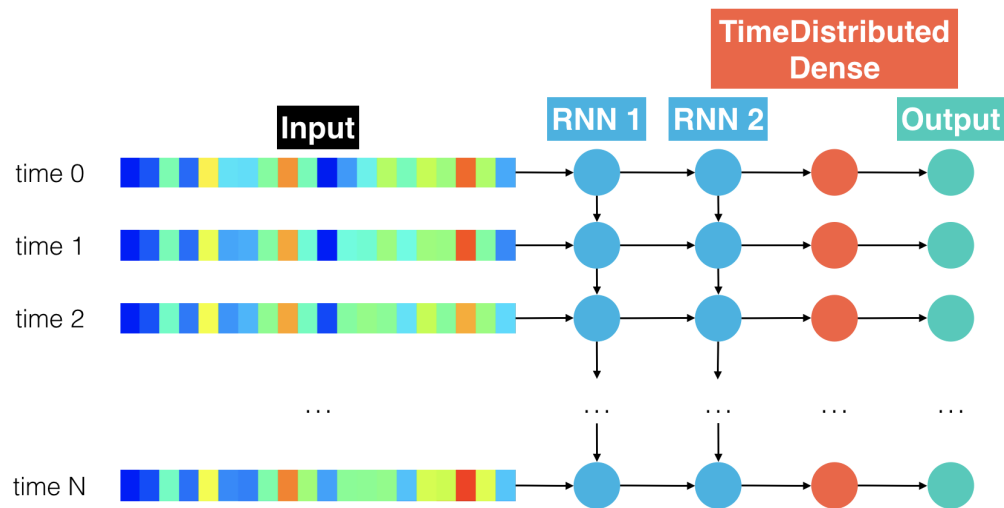 TimeDistributed
Dense
Input
RNN 1
RNN 2
Output
time 0
time 1
time 2
... ... ... ... ...
time N